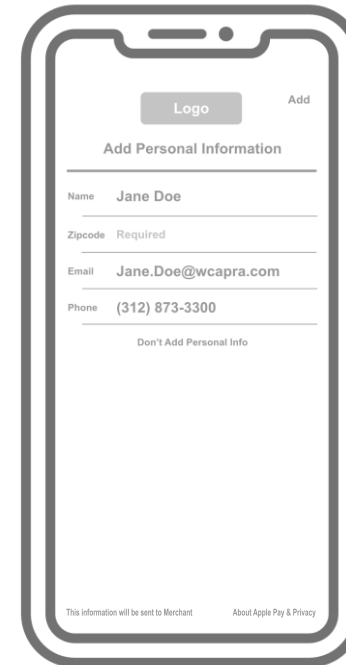 Add
Logo
Add Personal Information
Name Jane Doe
Zipcode Required
Email Jane.Doe@wcapra.com
Phone (312) 873-3300
Don't Add Personal Info
This information will be sent to Merchant About Apple Pay & Privacy